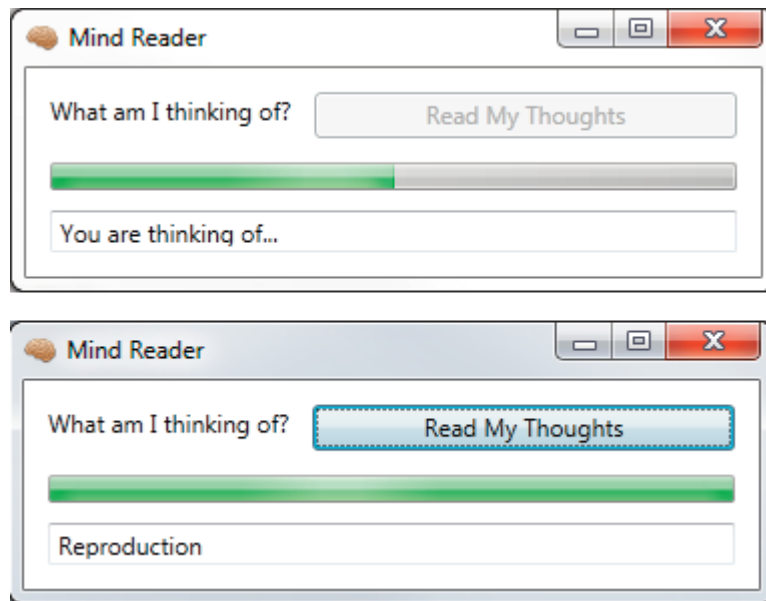 Mind Reader
What am I thinking of? Read My Thoughts
You are thinking of...
Mind Reader
What am I thinking of? Read My Thoughts
Reproduction